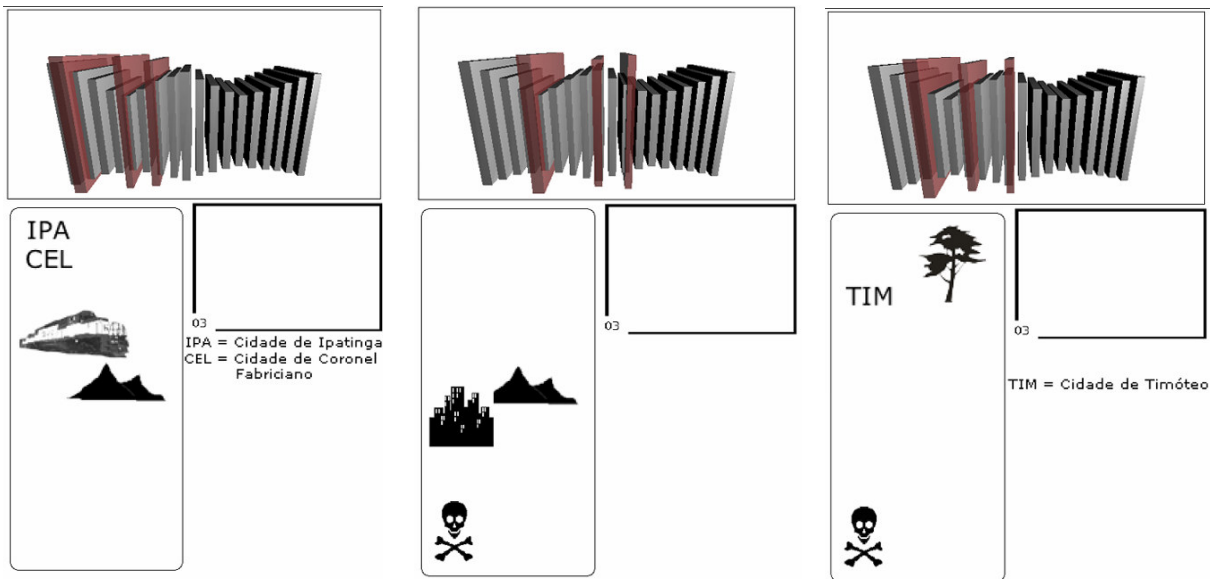 IPA
CEL
03
IPA = Cidade de Ipatinga
CEL = Cidade de Coronel
Fabriciano
03
TIM
03
TIM = Cidade de Timóteo